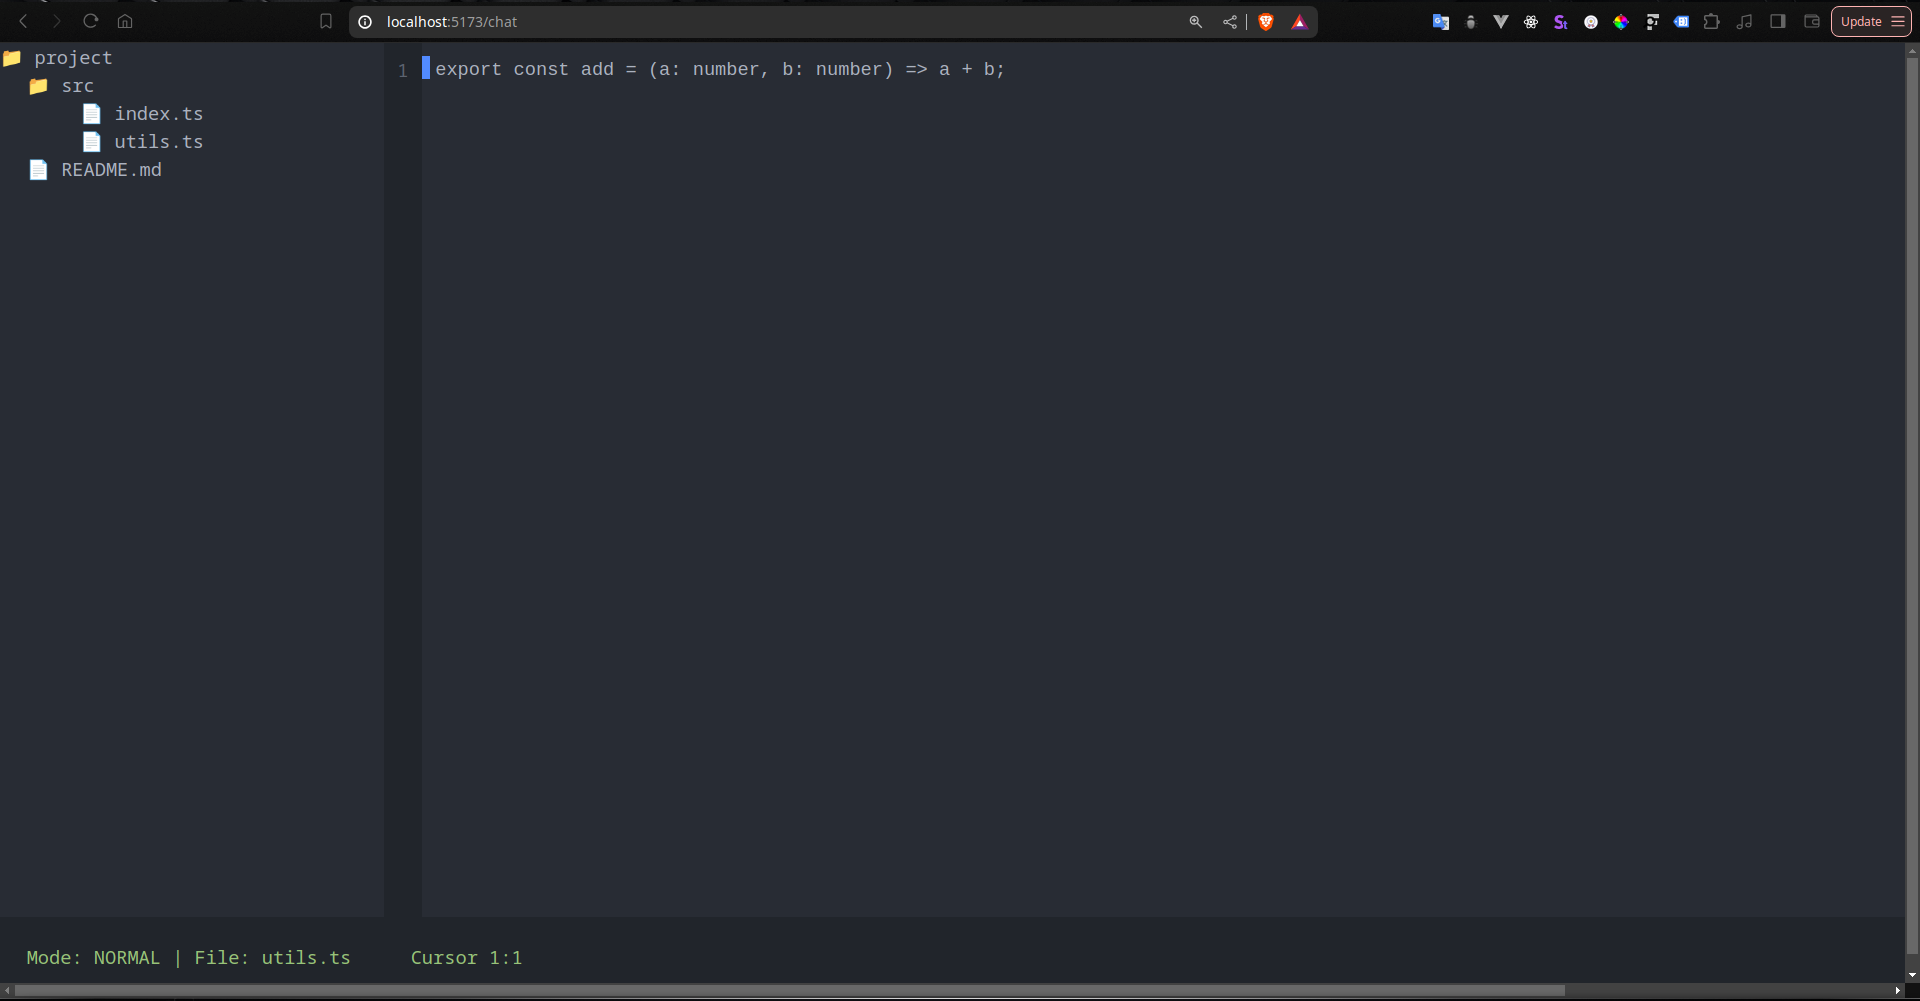 localhost:5173/chat
Update
project
src
index.ts
utils.ts
README.md
1 export const add = (a: number, b: number) => a + b;
Mode: NORMAL | File: utils.ts Cursor 1:1